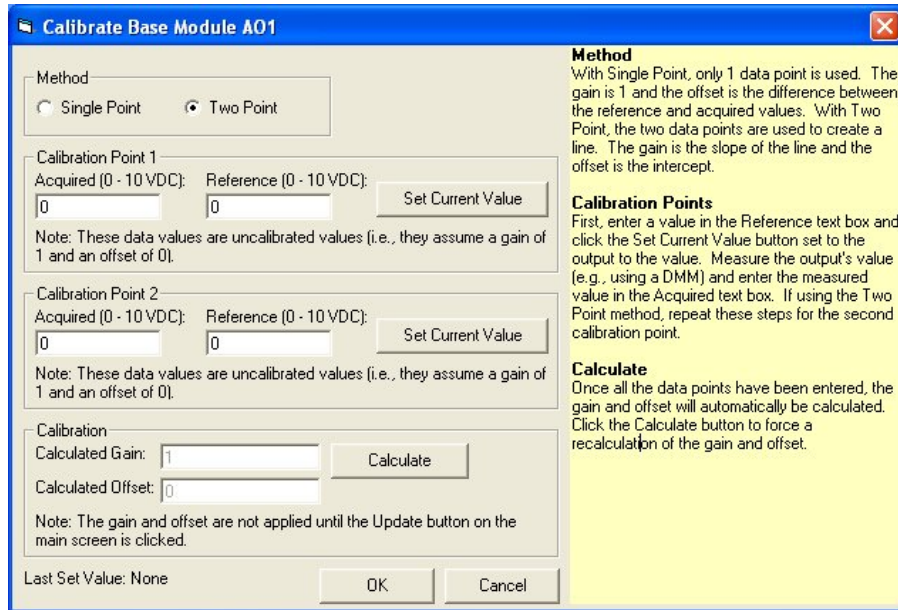 Calibrate Base Module AO1
Method
Single Point
Two Point
Calibration Point 1
Acquired (0 - 10 VDC):
Reference (0 - 10 VDC):
0
0
Set Current Value
Note: These data values are uncalibrated values (i.e., they assume a gain of
1 and an offset of 0).
Calibration Point 2
Acquired (0 - 10 VDC):
Reference (0 - 10 VDC):
0
0
Set Current Value
Note: These data values are uncalibrated values (i.e., they assume a gain of
1 and an offset of 0).
Calibration
Calculated Gain:
1
Calculate
Calculated Offset:
0
Note: The gain and offset are not applied until the Update button on the
main screen is clicked.
Last Set Value: None
OK
Cancel
Method
With Single Point, only 1 data point is used. The
gain is 1 and the offset is the difference between
the reference and acquired values. With Two
Point, the two data points are used to create a
line. The gain is the slope of the line and the
offset is the intercept.
Calibration Points
First, enter a value in the Reference text box and
click the Set Current Value button set to the
output to the value. Measure the output's value
(e.g., using a DMM) and enter the measured
value in the Acquired text box. If using the Two
Point method, repeat these steps for the second
calibration point.
Calculate
Once all the data points have been entered, the
gain and offset will automatically be calculated.
Click the Calculate button to force a
recalculation of the gain and offset.